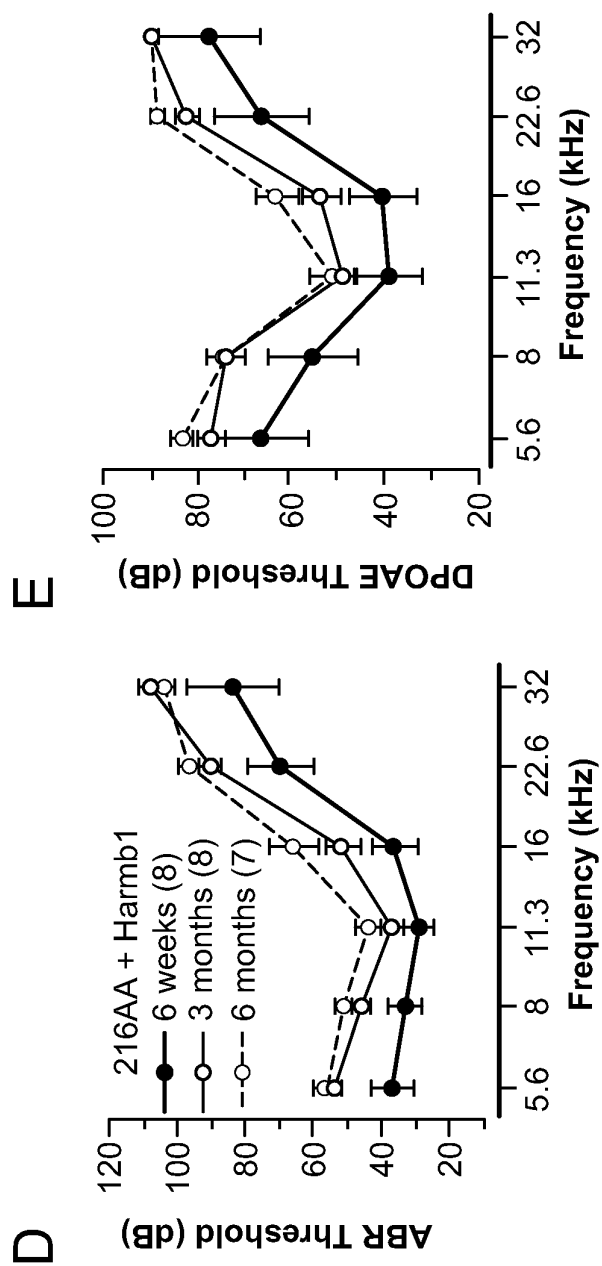 D
216AA + Harmb1
6 weeks (8)
3 months (8)
6 months (7)
ABR Threshold (dB)
120
100
80
60
40
20
5.6 8 11.3 16 22.6 32
Frequency (kHz)
E
DPOAE Threshold (dB)
100
80
60
40
20
5.6 8 11.3 16 22.6 32
Frequency (kHz)